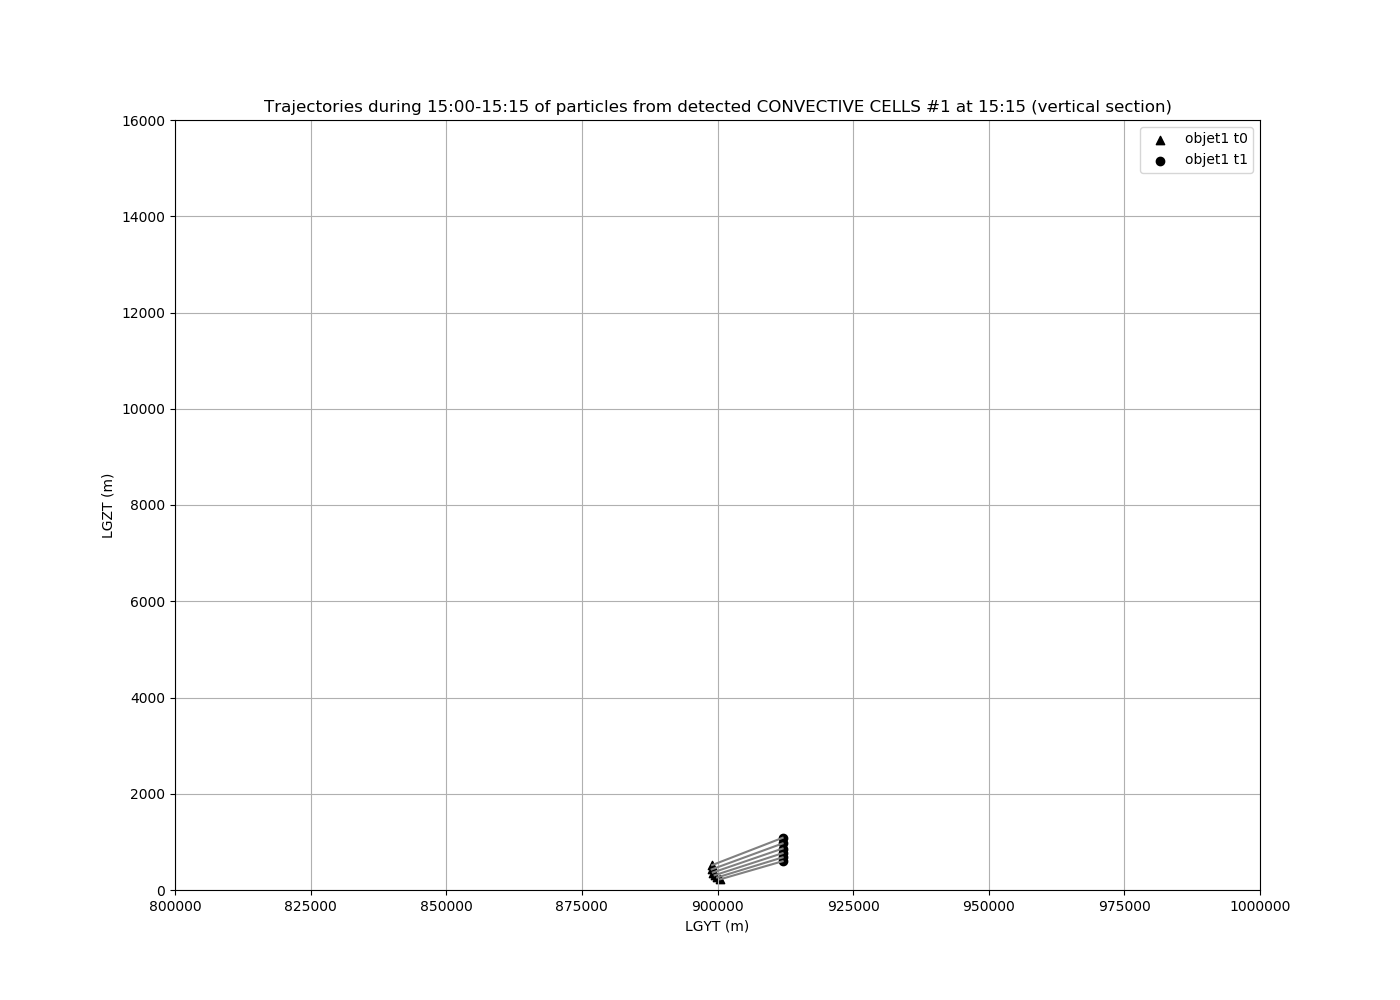 Trajectories during 15:00-15:15 of particles from detected CONVECTIVE CELLS #1 at 15:15 (vertical section)
objet1 t0
objet1 t1
16000
14000
12000
10000
8000
6000
4000
2000
0
LGZT (m)
800000 825000 850000 875000 900000 925000 950000 975000 1000000
LGYT (m)